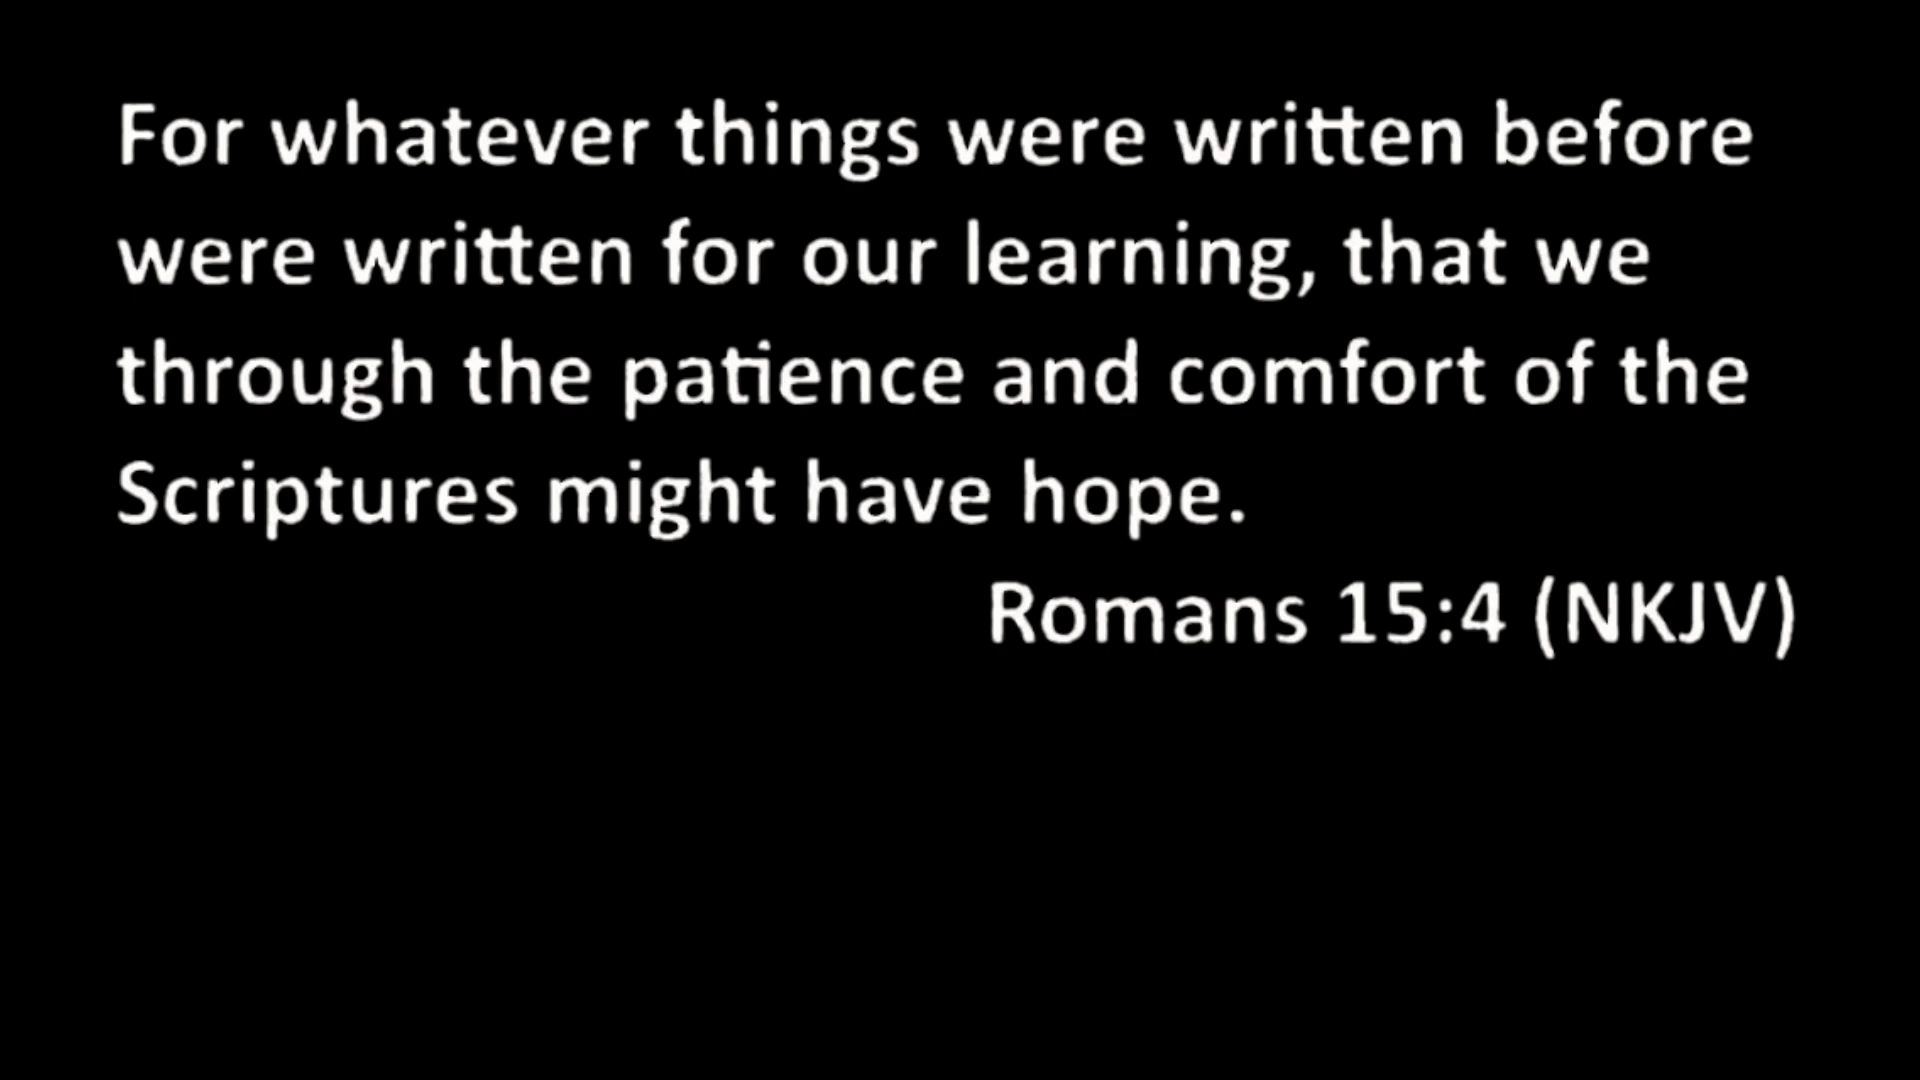 For whatever things were written before
were written for our learning, that we
through the patience and comfort of the
Scriptures might have hope.
Romans 15:4 (NKJV)